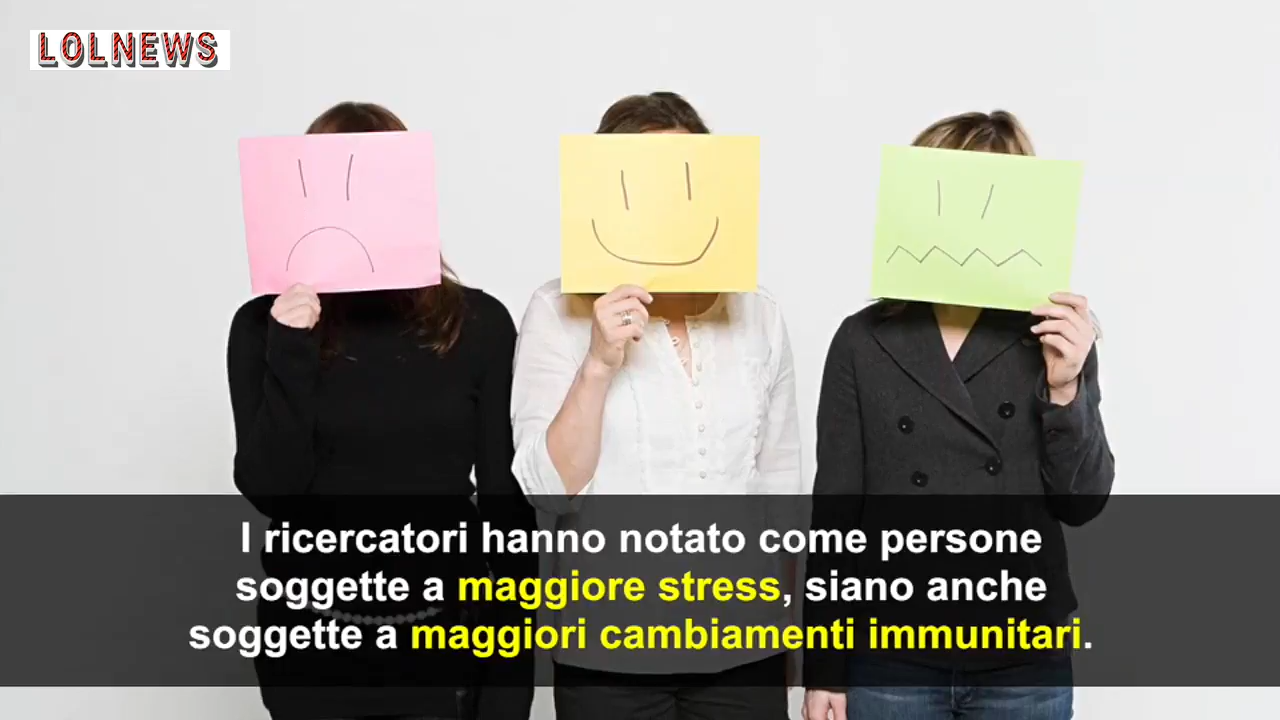 LOLNEWS
I ricercatori hanno notato come persone
soggette a maggiore stress, siano anche
soggette a maggiori cambiamenti immunitari.